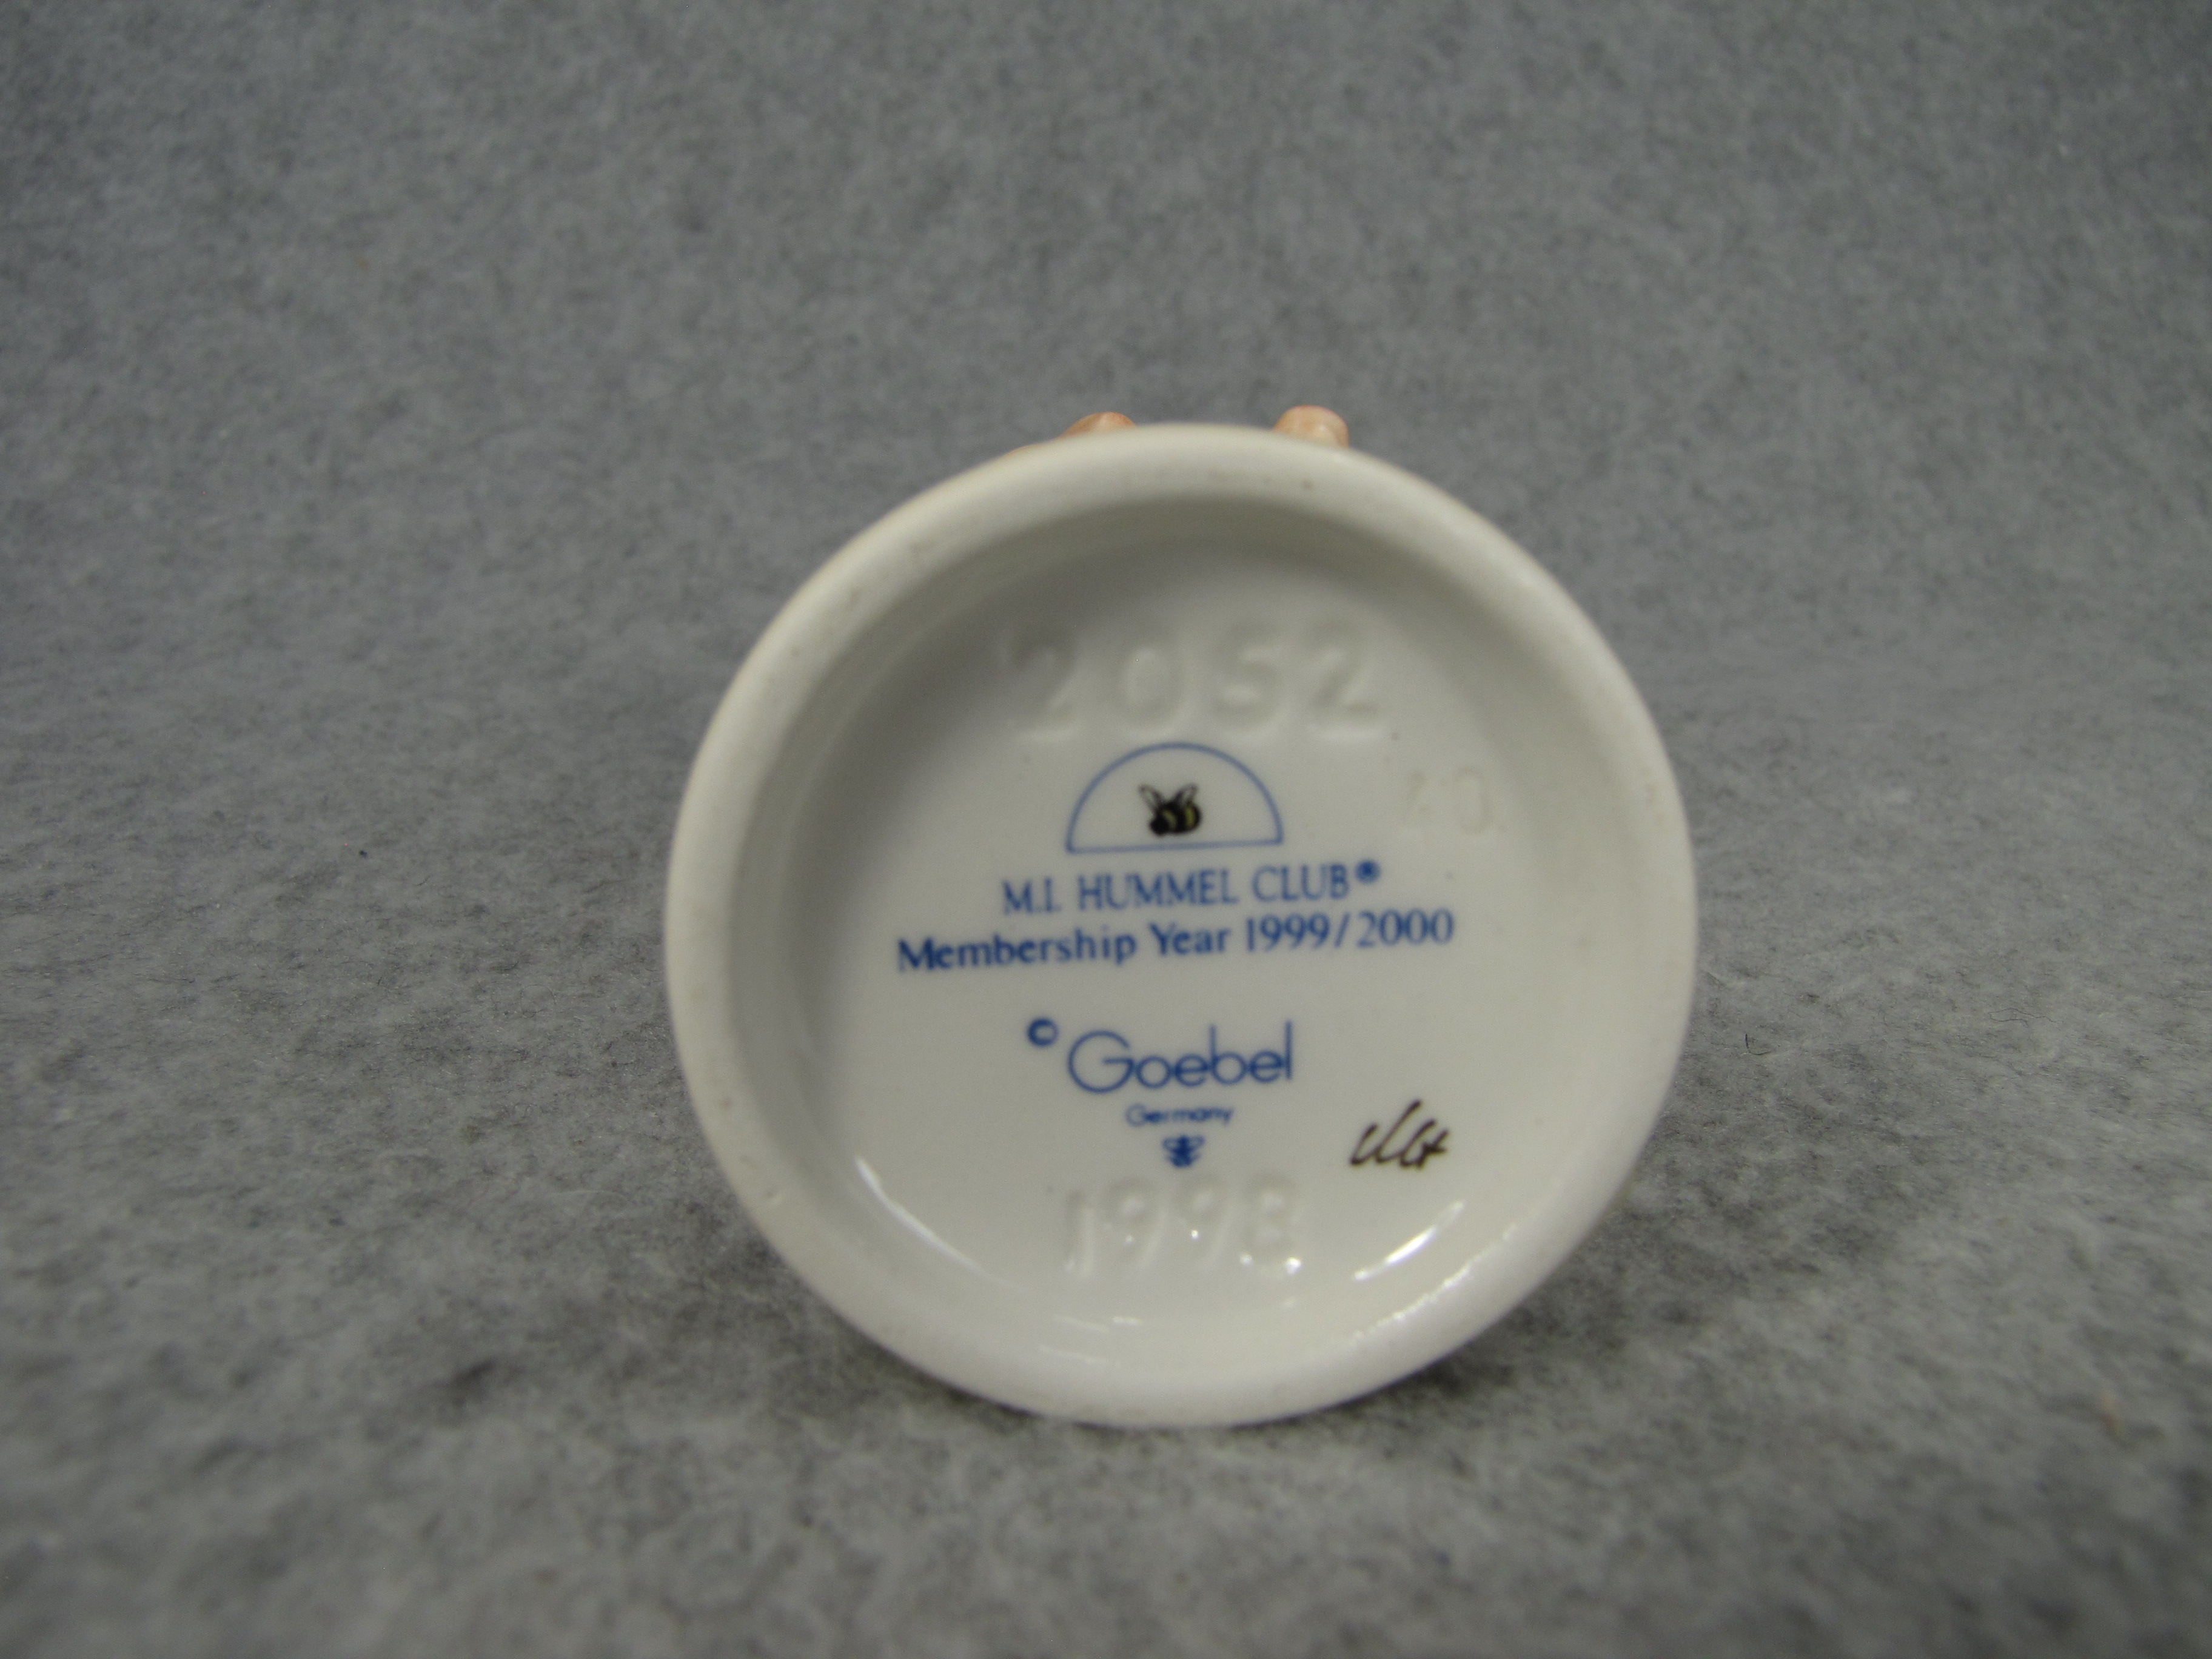 2052
40
M.I. HUMMEL CLUB®
Membership Year 1999/2000
© Goebel
Germany
1998